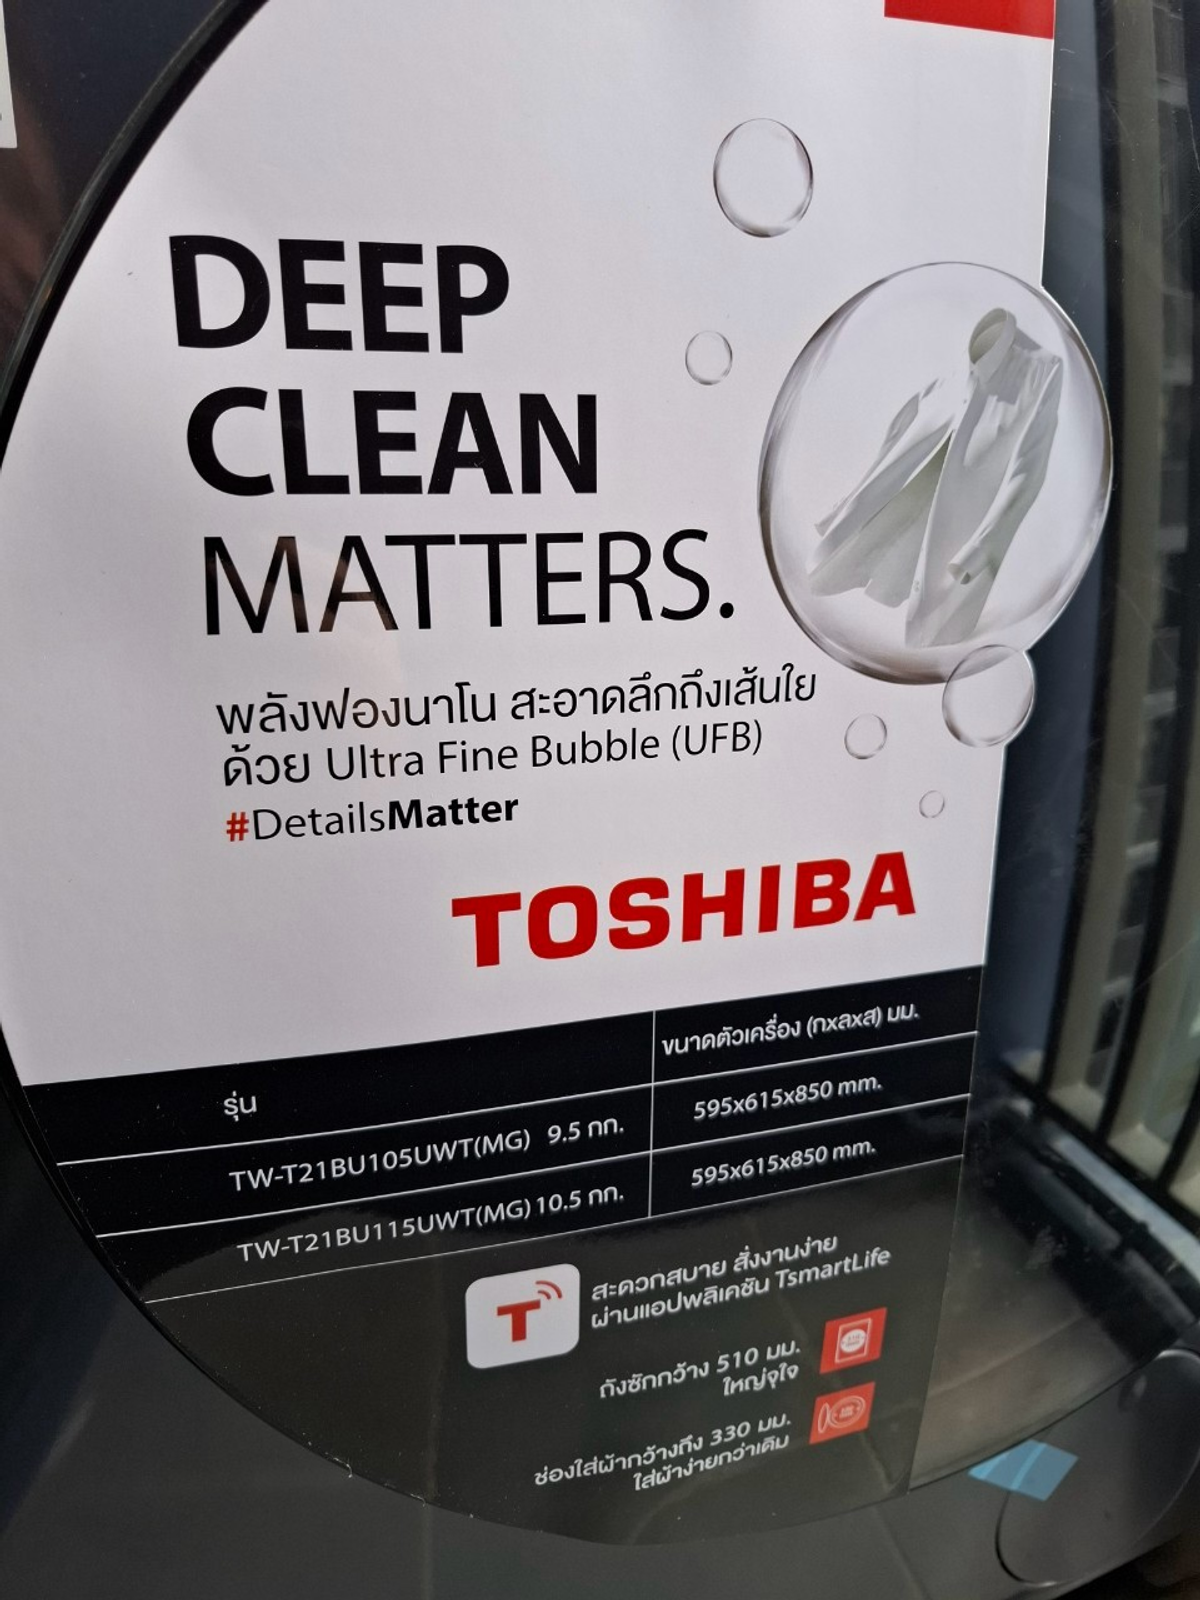 DEEP
CLEAN
MATTERS.
พลังฟองนาโน สะอาดลึกถึงเส้นใย
ด้วย Ultra Fine Bubble (UFB)
#DetailsMatter
TOSHIBA
รุ่น ขนาดตัวเครื่อง (กxลxส) มม.
TW-T21BU105UWT(MG) 9.5 กก. 595x615x850 mm.
TW-T21BU115UWT(MG) 10.5 กก. 595x615x850 mm.
T
สะดวกสบาย สั่งงานง่าย
ผ่านแอปพลิเคชัน TsmartLife
ถังซักกว้าง 510 มม.
ใหญ่จุใจ
ช่องใส่ผ้ากว้างถึง 330 มม.
ใส่ผ้าง่ายกว่าเดิม